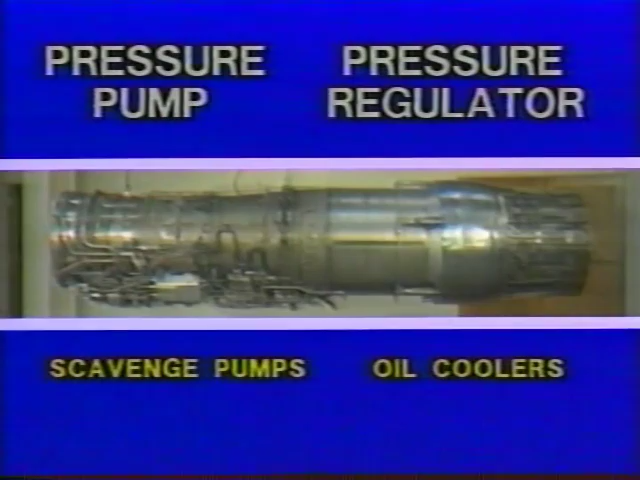 PRESSURE PUMP
PRESSURE REGULATOR
SCAVENGE PUMPS
OIL COOLERS